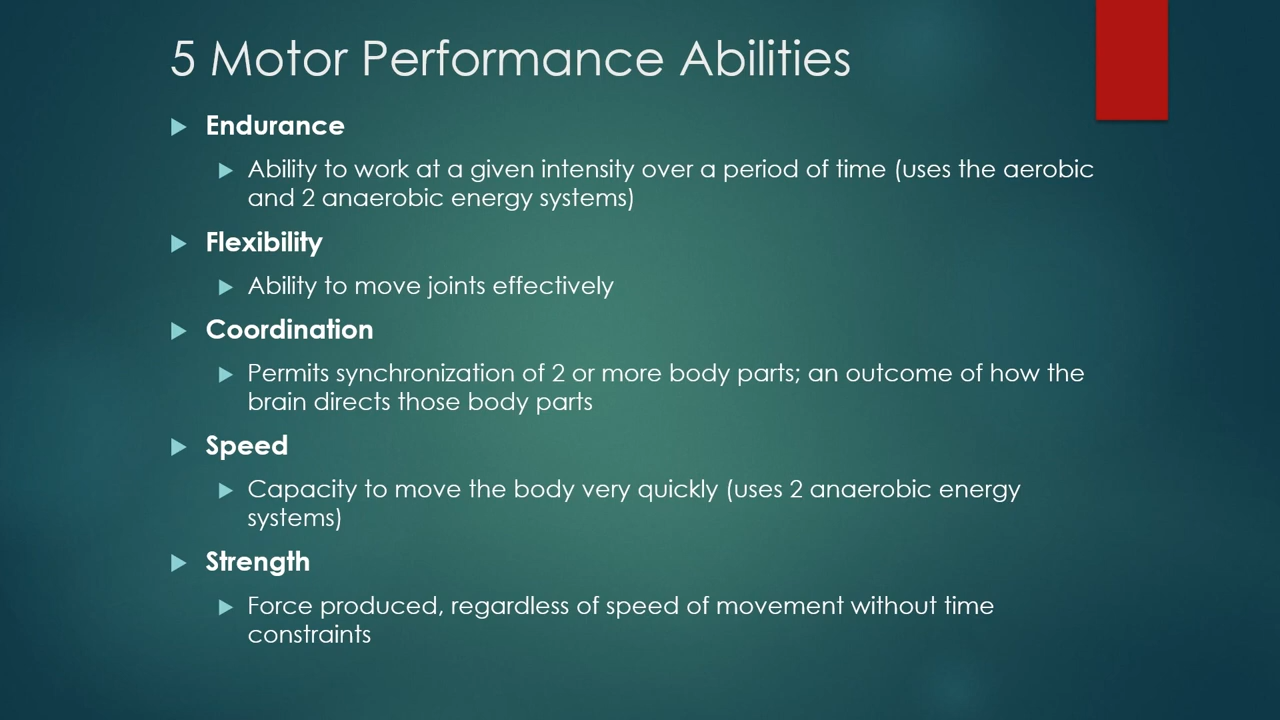 5 Motor Performance Abilities
Endurance
Ability to work at a given intensity over a period of time (uses the aerobic
and 2 anaerobic energy systems)
Flexibility
Ability to move joints effectively
Coordination
Permits synchronization of 2 or more body parts; an outcome of how the
brain directs those body parts
Speed
Capacity to move the body very quickly (uses 2 anaerobic energy
systems)
Strength
Force produced, regardless of speed of movement without time
constraints